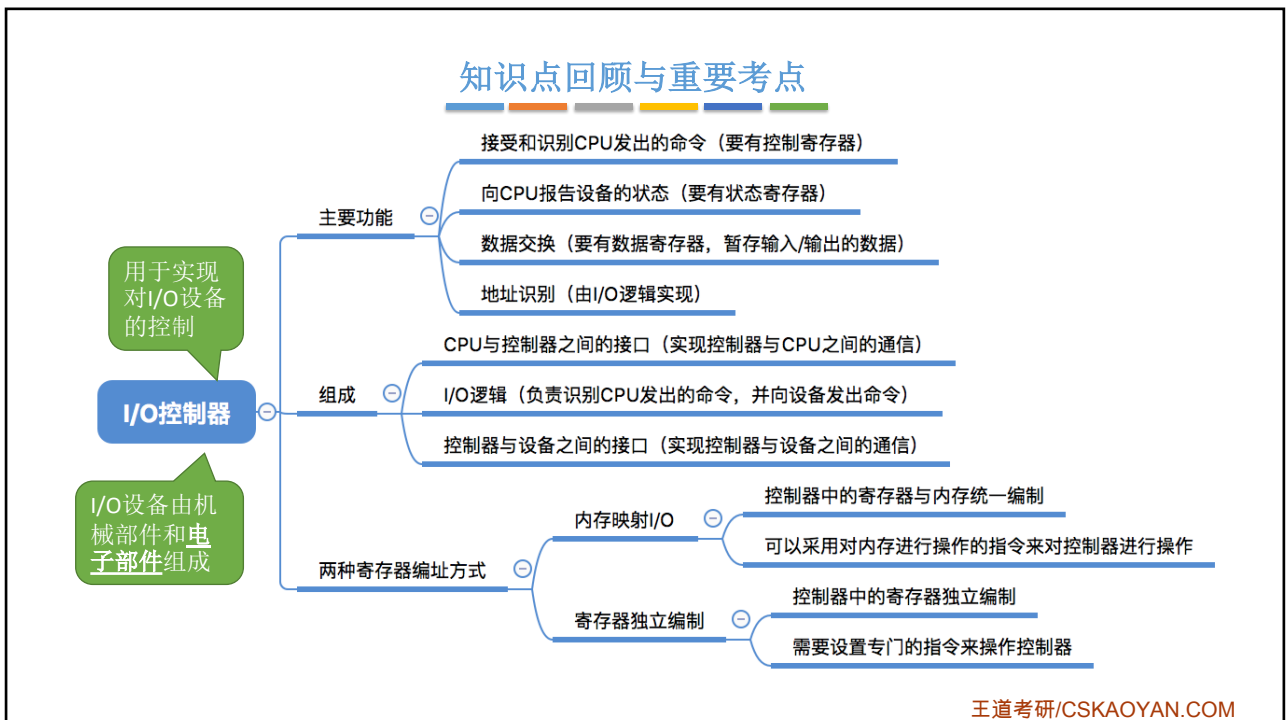 知识点回顾与重要考点
用于实现
对I/O设备
的控制
I/O控制器
I/O设备由机
械部件和电
子部件组成
主要功能
接受和识别CPU发出的命令（要有控制寄存器）
向CPU报告设备的状态（要有状态寄存器）
数据交换（要有数据寄存器，暂存输入/输出的数据）
地址识别（由I/O逻辑实现）
组成
CPU与控制器之间的接口（实现控制器与CPU之间的通信）
I/O逻辑（负责识别CPU发出的命令，并向设备发出命令）
控制器与设备之间的接口（实现控制器与设备之间的通信）
两种寄存器编址方式
内存映射I/O
控制器中的寄存器与内存统一编制
可以采用对内存进行操作的指令来对控制器进行操作
寄存器独立编制
控制器中的寄存器独立编制
需要设置专门的指令来操作控制器
王道考研/CSKAOYAN.COM